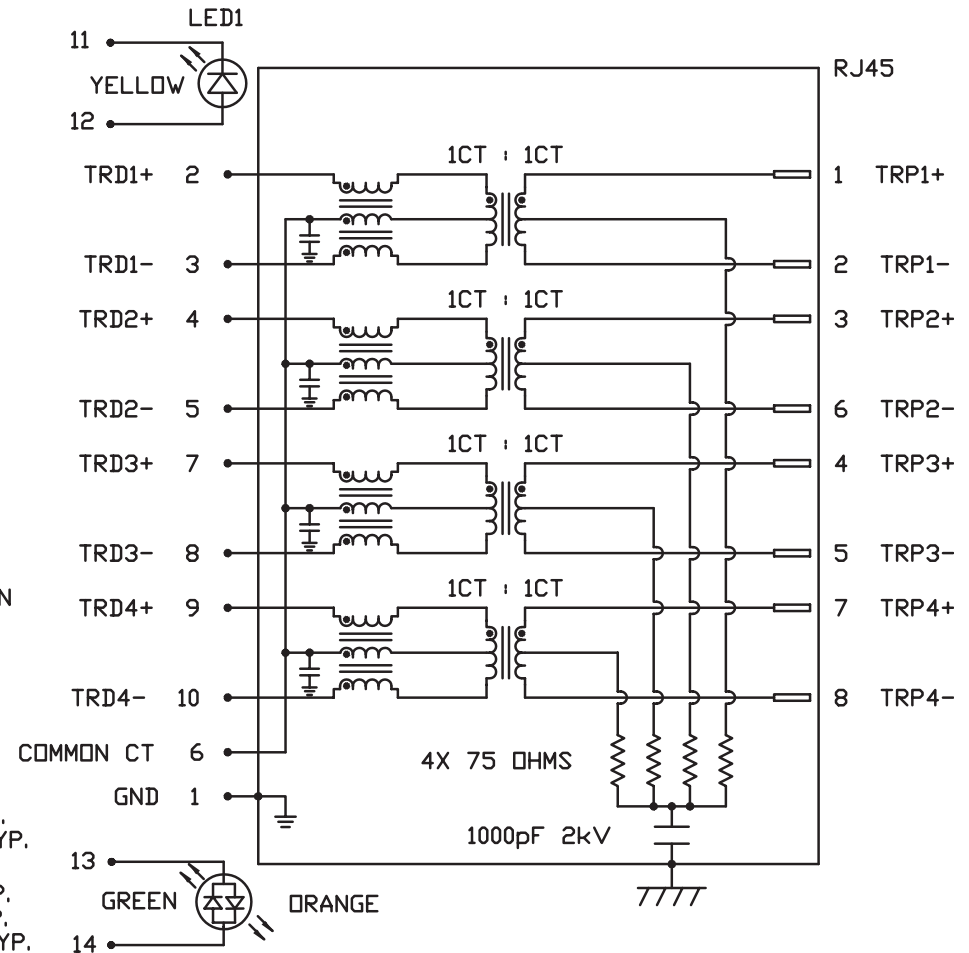 LED1
11
YELLOW
12
RJ45
1CT : 1CT
TRD1+ 2
1 TRP1+
TRD1- 3
2 TRP1-
1CT : 1CT
TRD2+ 4
3 TRP2+
TRD2- 5
6 TRP2-
1CT : 1CT
TRD3+ 7
4 TRP3+
TRD3- 8
5 TRP3-
1CT : 1CT
N
TRD4+ 9
7 TRP4+
TRD4- 10
8 TRP4-
COMMON CT 6
4X 75 OHMS
GND 1
1000pF 2kV
.
YP.
13
P.
GREEN
ORANGE
P.
YP.
14